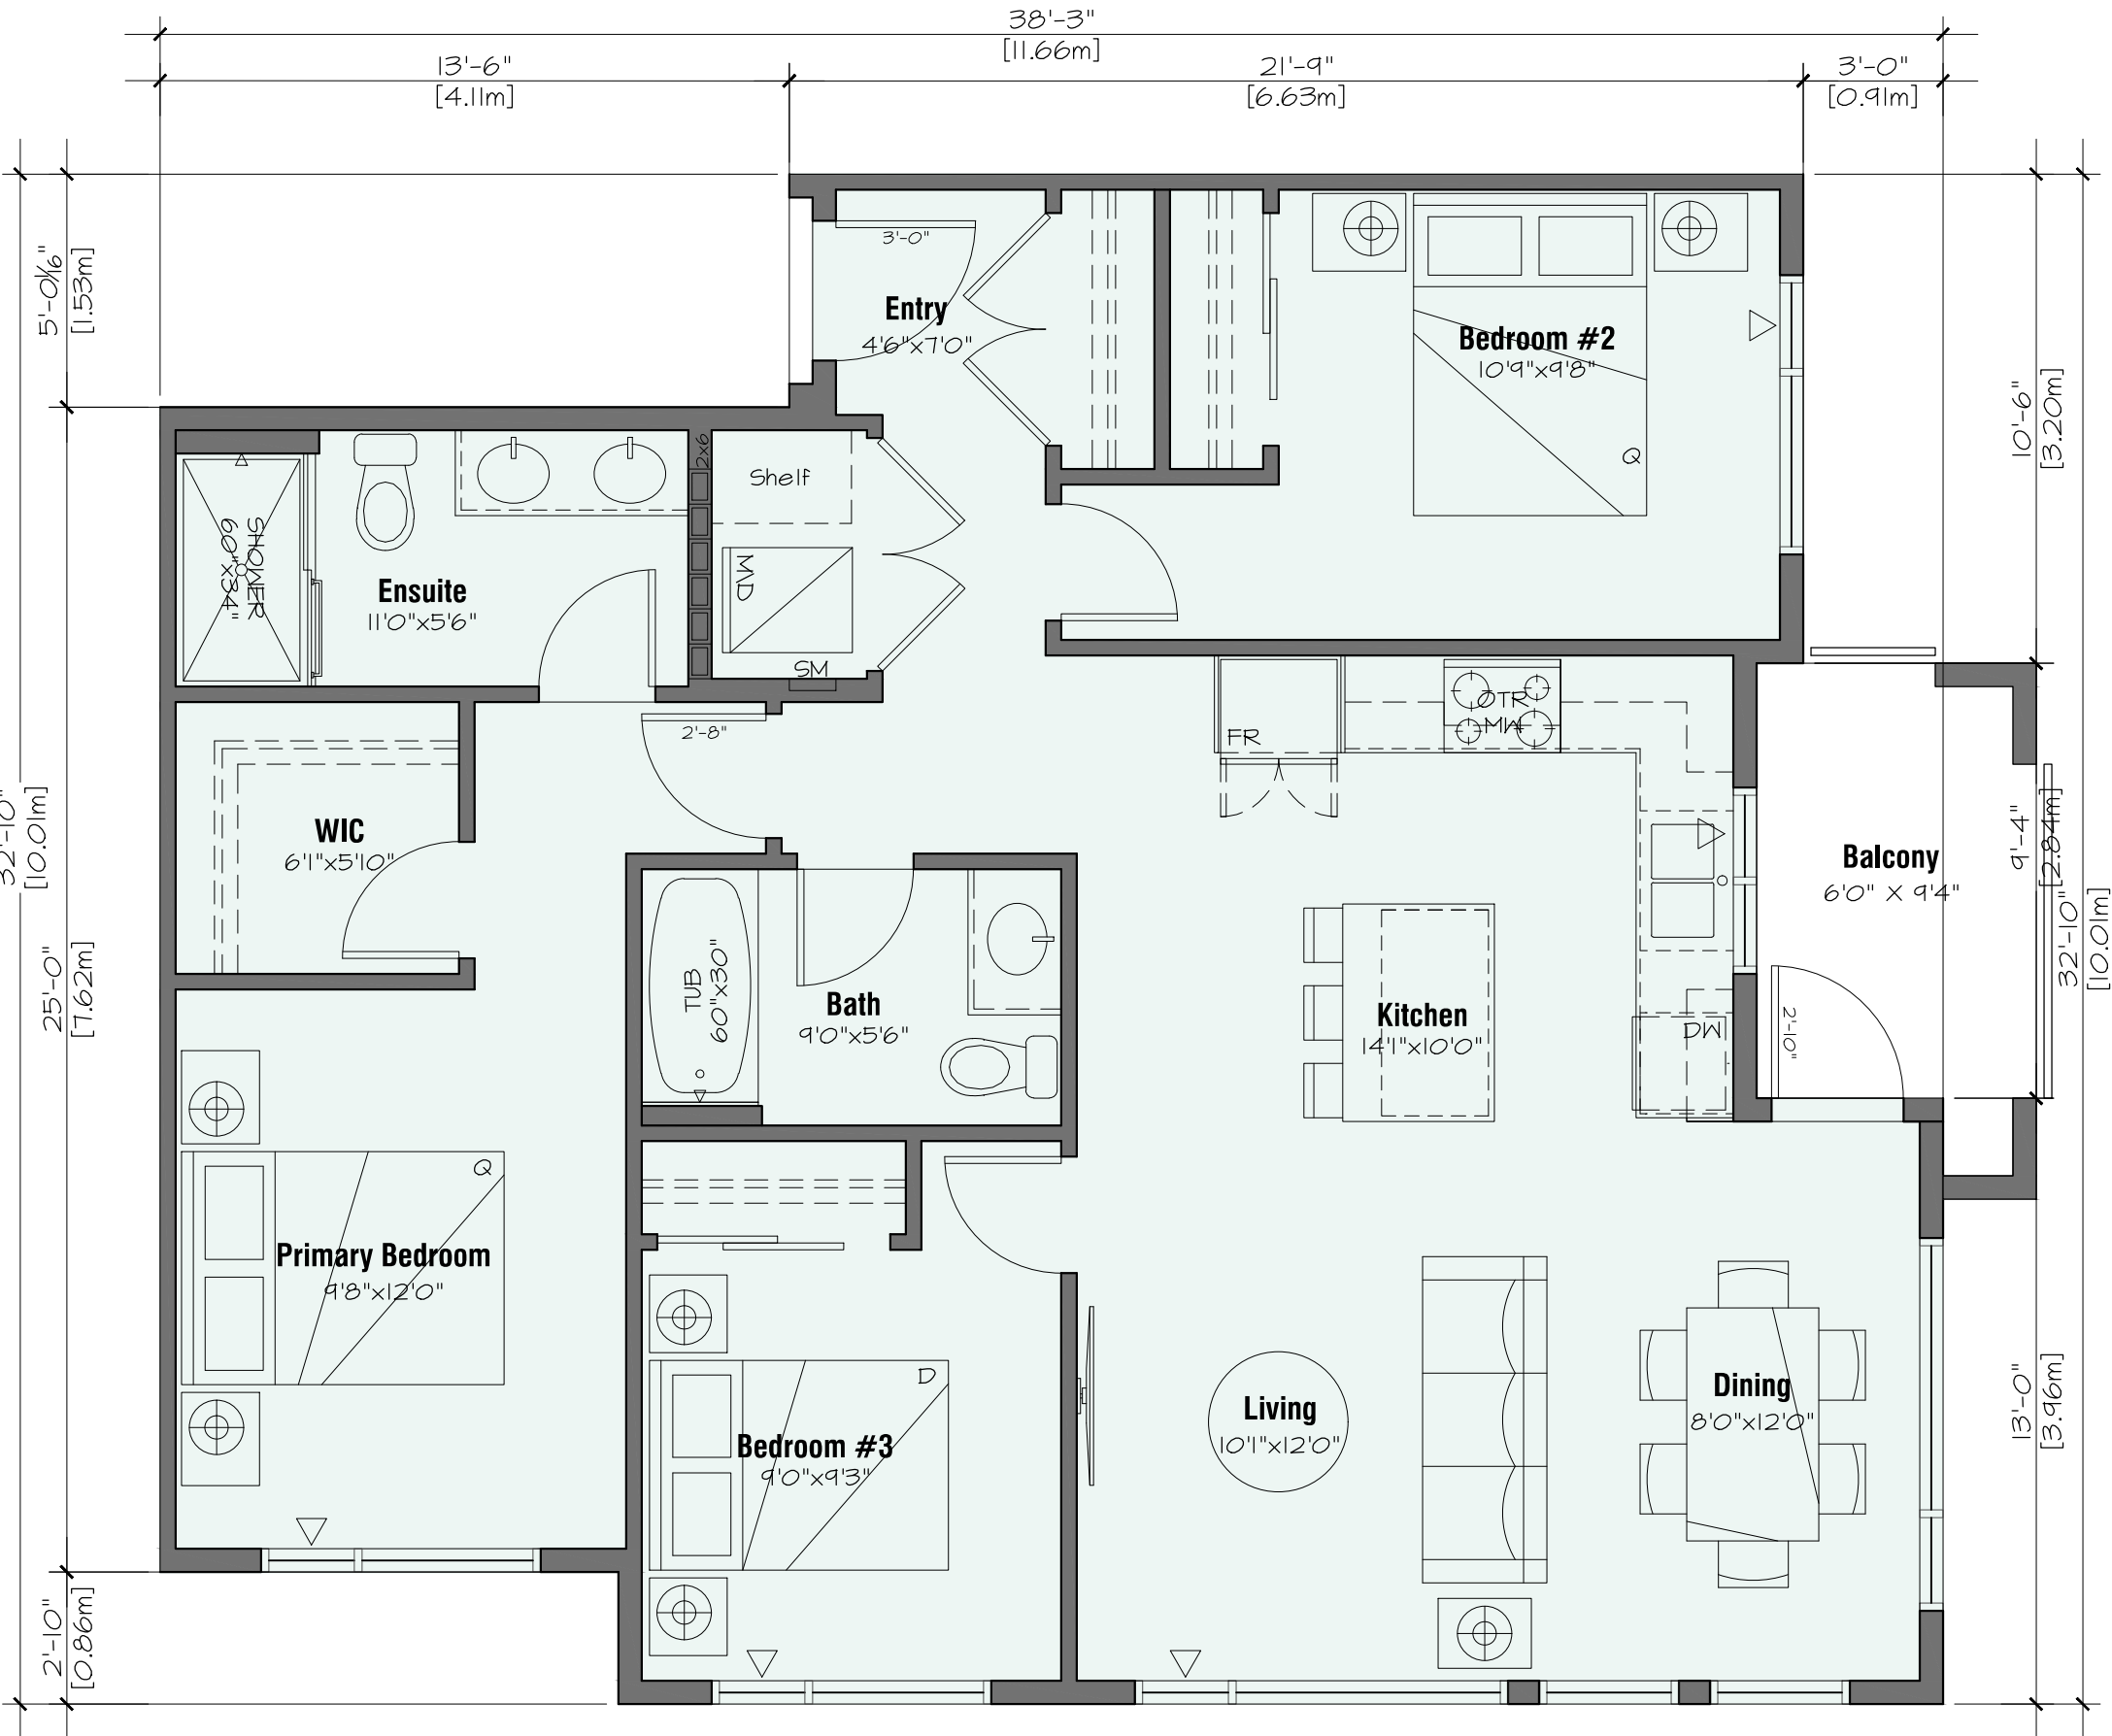 38'-3"
[11.66m]
13'-6"
[4.11m]
21'-9"
[6.63m]
3'-0"
[0.91m]
[1.53m]
3'-0"
Entry
4'6"x7'0"
Bedroom #2
10'9"x9'8"
Q
10'-6"
[3.20m]
2x6
Shelf
SHOWER
60"x34"
Ensuite
11'0"x5'6"
W\D
SM
2'-8"
FR
OTR
MW
WIC
6'1"x5'10"
32'-10"
[10.01m]
25'-0"
[7.62m]
Balcony
6'0" X 9'4"
9'-4"
[2.84m]
32'-10"
[10.01m]
TUB
60"x30"
Bath
9'0"x5'6"
Kitchen
14'1"x10'0"
DW
2'-10"
Q
Primary Bedroom
9'8"x12'0"
D
Bedroom #3
9'0"x9'3"
Living
10'1"x12'0"
Dining
8'0"x12'0"
13'-0"
[3.96m]
2'-10"
[0.86m]